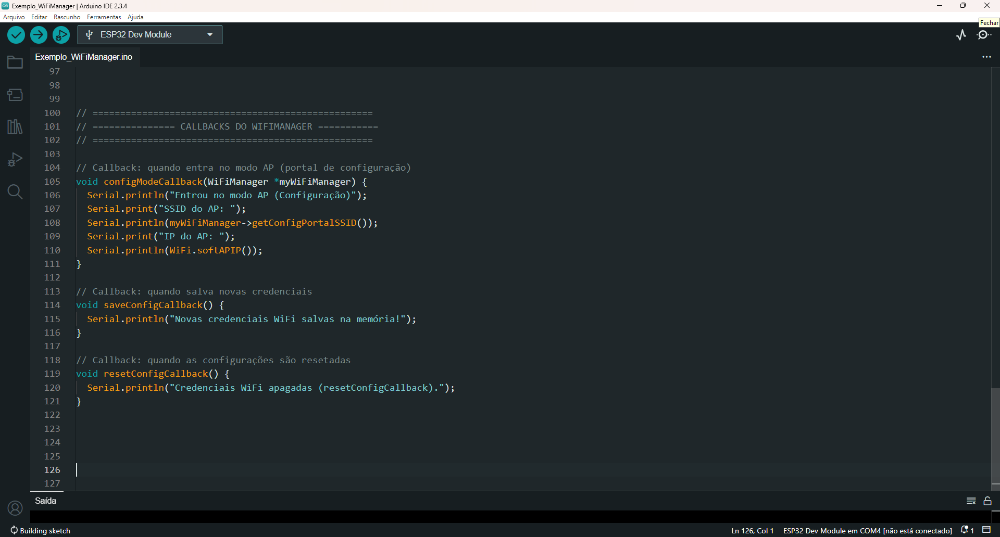 Exemplo_WiFiManager | Arduino IDE 2.3.4
Arquivo Editar Rascunho Ferramentas Ajuda
Fechar
ESP32 Dev Module
Exemplo_WiFiManager.ino
97
98
99
100 // ===================================================
101 // =============== CALLBACKS DO WIFIMANAGER ===========
102 // ===================================================
103
104 // Callback: quando entra no modo AP (portal de configuração)
105 void configModeCallback(WiFiManager *myWiFiManager) {
106 Serial.println("Entrou no modo AP (Configuração)");
107 Serial.print("SSID do AP: ");
108 Serial.println(myWiFiManager->getConfigPortalSSID());
109 Serial.print("IP do AP: ");
110 Serial.println(WiFi.softAPIP());
111 }
112
113 // Callback: quando salva novas credenciais
114 void saveConfigCallback() {
115 Serial.println("Novas credenciais WiFi salvas na memória!");
116 }
117
118 // Callback: quando as configurações são resetadas
119 void resetConfigCallback() {
120 Serial.println("Credenciais WiFi apagadas (resetConfigCallback).");
121 }
122
123
124
125
126
127
Saída
Building sketch
Ln 126, Col 1 ESP32 Dev Module em COM4 [não está conectado] 1